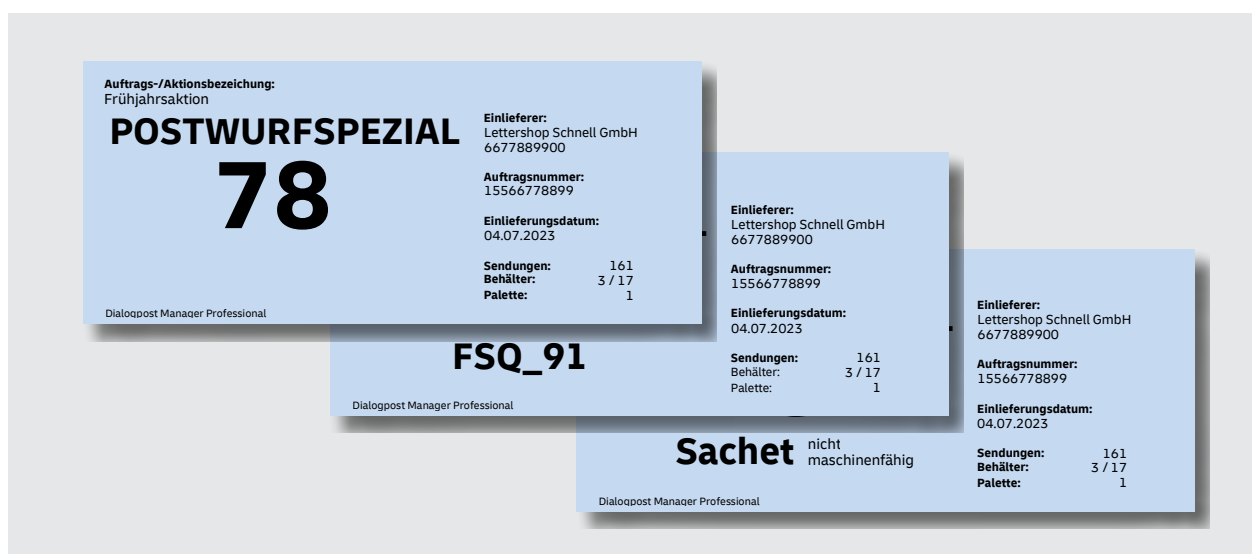 Auftrags-/Aktionsbezeichung:
Frühjahrsaktion
POSTWURFSPEZIAL
78
Einlieferer:
Lettershop Schnell GmbH
6677889900
Auftragsnummer:
15566778899
Einlieferungsdatum:
04.07.2023
Sendungen: 161
Behälter: 3 / 17
Palette: 1
Dialogpost Manager Professional
FSQ_91
Einlieferer:
Lettershop Schnell GmbH
6677889900
Auftragsnummer:
15566778899
Einlieferungsdatum:
04.07.2023
Sendungen: 161
Behälter: 3 / 17
Palette: 1
Dialogpost Manager Professional
Sachet nicht
maschinenfähig
Einlieferer:
Lettershop Schnell GmbH
6677889900
Auftragsnummer:
15566778899
Einlieferungsdatum:
04.07.2023
Sendungen: 161
Behälter: 3 / 17
Palette: 1
Dialogpost Manager Professional